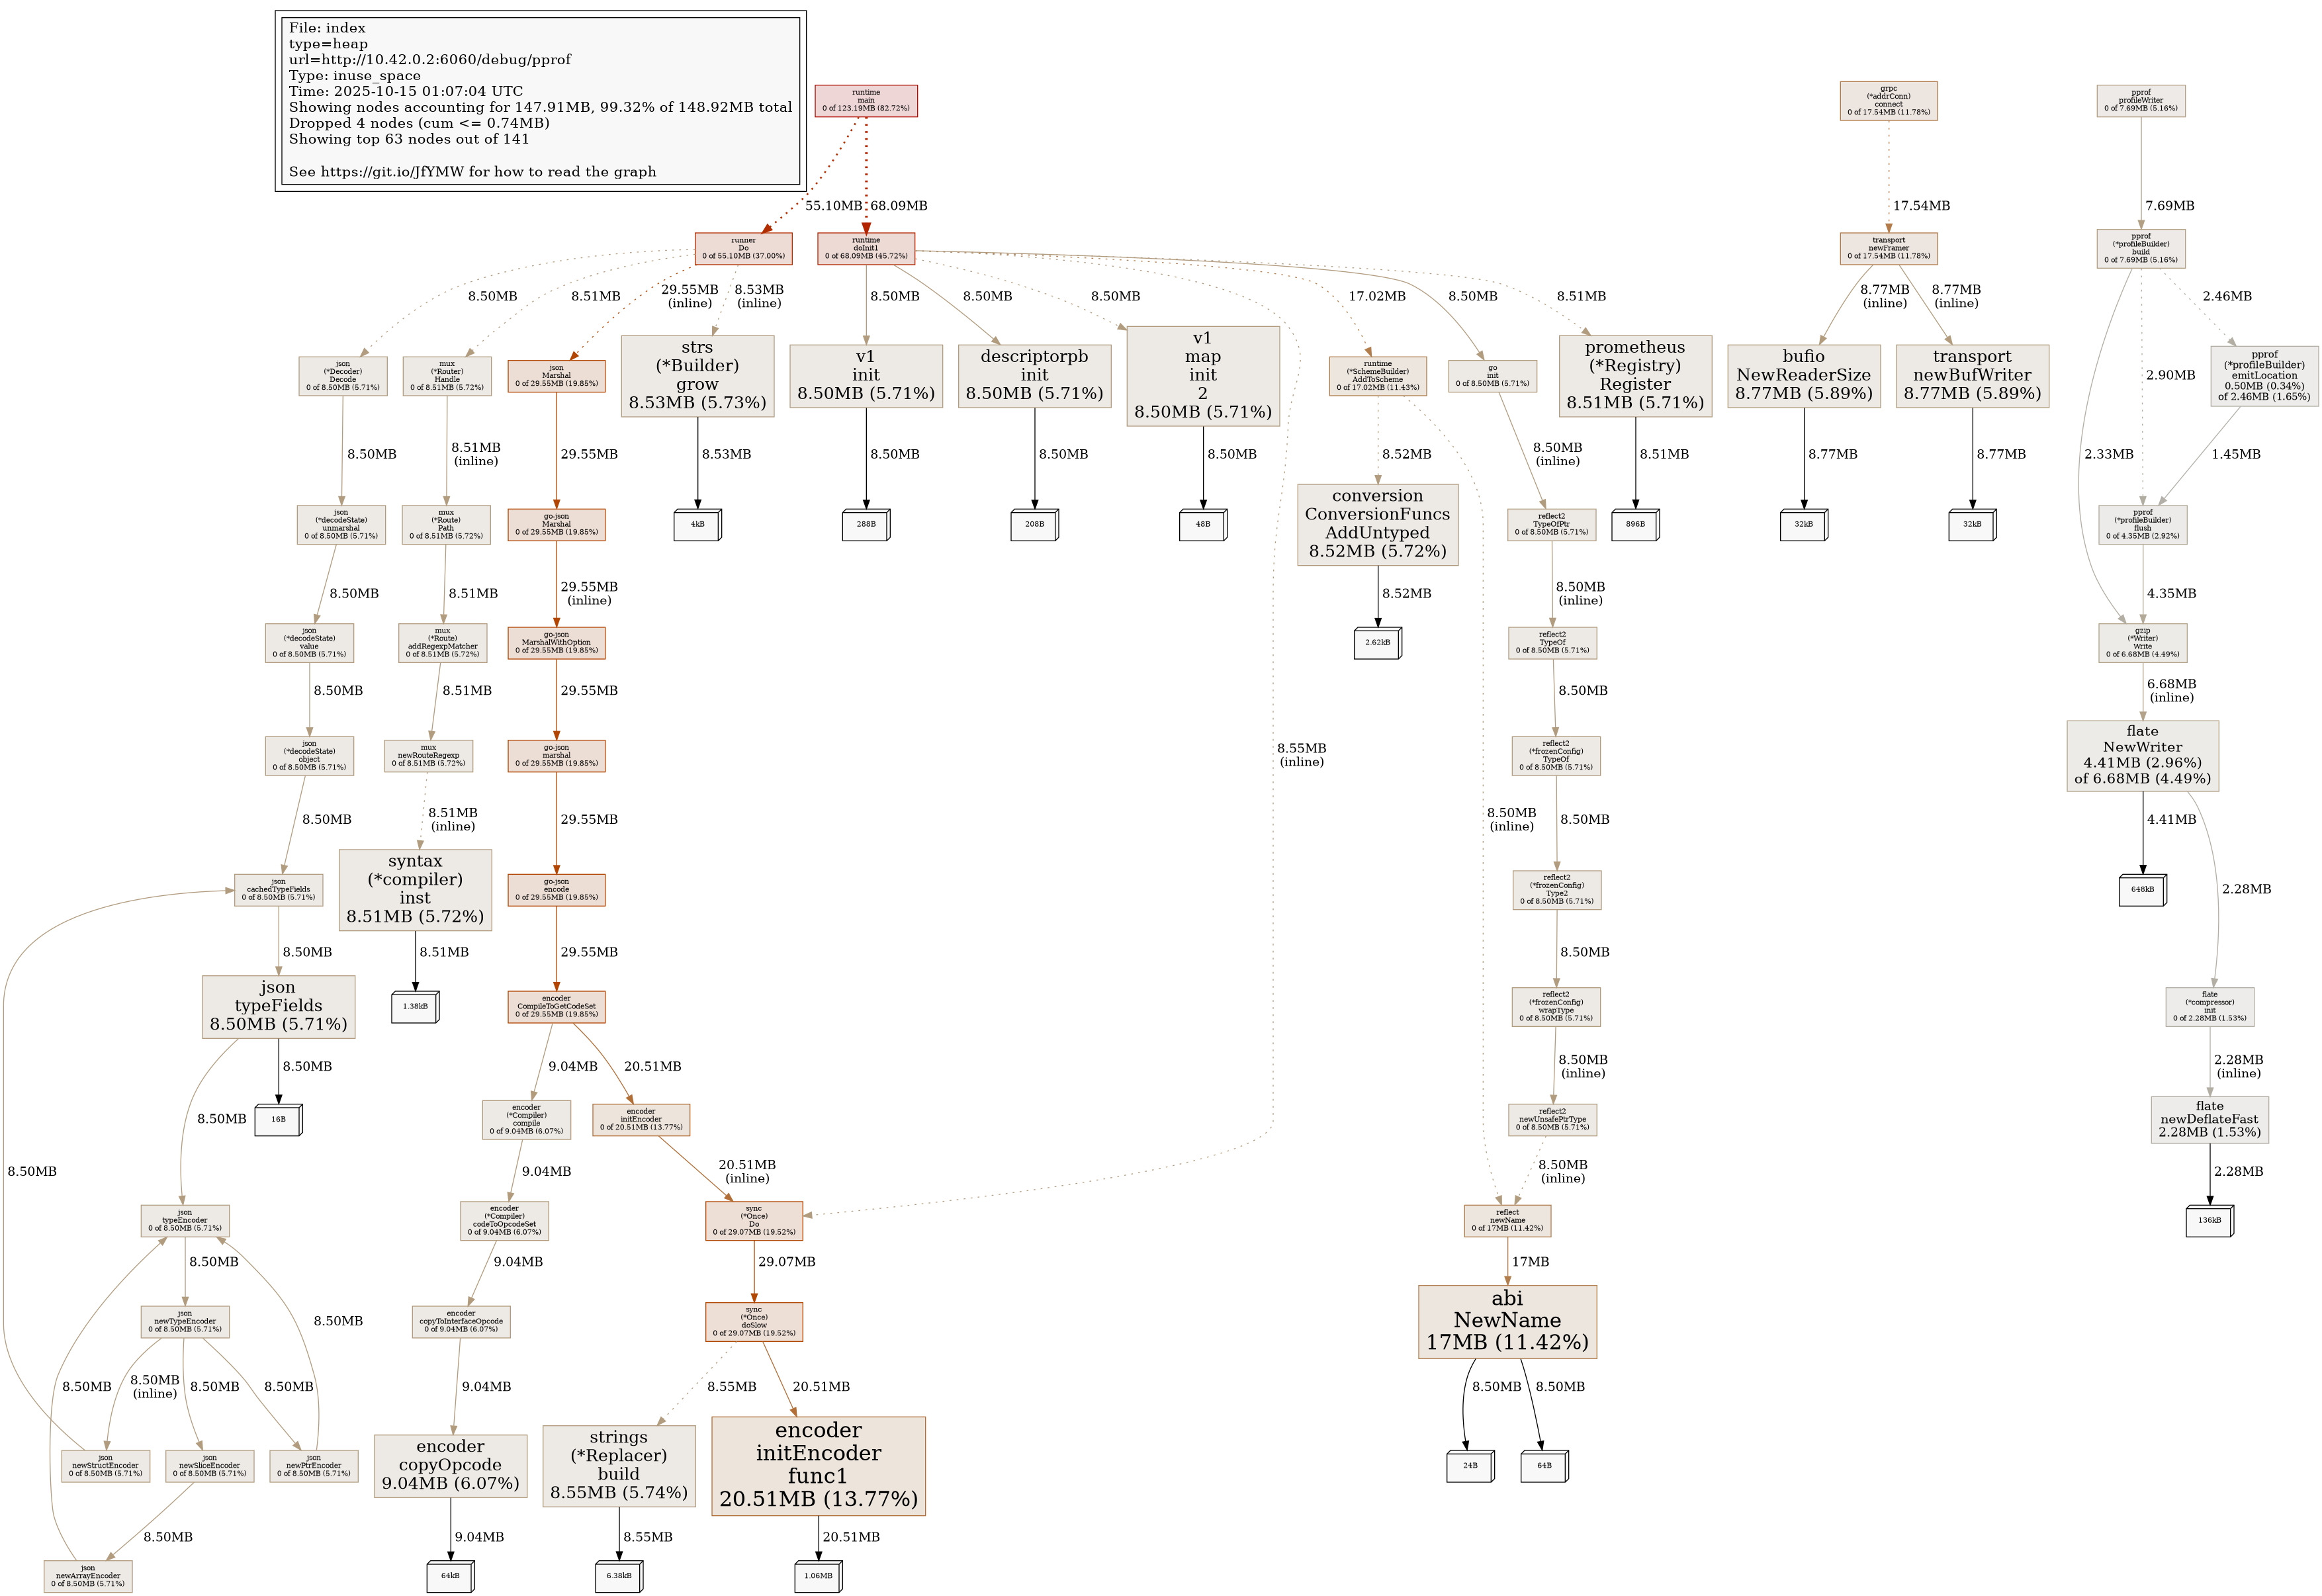 File: index
type=heap
url=http://10.42.0.2:6060/debug/pprof
Type: inuse_space
Time: 2025-10-15 01:07:04 UTC
Showing nodes accounting for 147.91MB, 99.32% of 148.92MB total
Dropped 4 nodes (cum <= 0.74MB)
Showing top 63 nodes out of 141
See https://git.io/JfYMW for how to read the graph
runtime
main
0 of 123.19MB (82.72%)
grpc
(*addrConn)
connect
0 of 17.54MB (11.78%)
pprof
profileWriter
0 of 7.69MB (5.16%)
55.10MB
68.09MB
17.54MB
7.69MB
runner
Do
0 of 55.10MB (37.00%)
runtime
doInit1
0 of 68.09MB (45.72%)
transport
newFramer
0 of 17.54MB (11.78%)
pprof
(*profileBuilder)
build
0 of 7.69MB (5.16%)
8.50MB
8.51MB
29.55MB
(inline)
8.53MB
(inline)
8.50MB
8.50MB
8.50MB
17.02MB
8.50MB
8.51MB
8.77MB
(inline)
8.77MB
(inline)
2.46MB
json
(*Decoder)
Decode
0 of 8.50MB (5.71%)
mux
(*Router)
Handle
0 of 8.51MB (5.72%)
json
Marshal
0 of 29.55MB (19.85%)
strs
(*Builder)
grow
8.53MB (5.73%)
v1
init
8.50MB (5.71%)
descriptorpb
init
8.50MB (5.71%)
v1
map
init
2
8.50MB (5.71%)
runtime
(*SchemeBuilder)
AddToScheme
0 of 17.02MB (11.43%)
go
init
0 of 8.50MB (5.71%)
prometheus
(*Registry)
Register
8.51MB (5.71%)
bufio
NewReaderSize
8.77MB (5.89%)
transport
newBufWriter
8.77MB (5.89%)
2.90MB
pprof
(*profileBuilder)
emitLocation
0.50MB (0.34%)
of 2.46MB (1.65%)
8.50MB
8.51MB
(inline)
29.55MB
8.53MB
8.50MB
8.50MB
8.50MB
8.52MB
8.50MB
(inline)
8.51MB
8.77MB
8.77MB
2.33MB
1.45MB
json
(*decodeState)
unmarshal
0 of 8.50MB (5.71%)
mux
(*Route)
Path
0 of 8.51MB (5.72%)
go-json
Marshal
0 of 29.55MB (19.85%)
4kB
288B
208B
48B
conversion
ConversionFuncs
AddUntyped
8.52MB (5.72%)
reflect2
TypeOfPtr
0 of 8.50MB (5.71%)
896B
32kB
32kB
pprof
(*profileBuilder)
flush
0 of 4.35MB (2.92%)
8.50MB
8.51MB
29.55MB
(inline)
8.52MB
8.50MB
(inline)
4.35MB
json
(*decodeState)
value
0 of 8.50MB (5.71%)
mux
(*Route)
addRegexpMatcher
0 of 8.51MB (5.72%)
go-json
MarshalWithOption
0 of 29.55MB (19.85%)
2.62kB
reflect2
TypeOf
0 of 8.50MB (5.71%)
gzip
(*Writer)
Write
0 of 6.68MB (4.49%)
8.50MB
8.51MB
29.55MB
8.50MB
6.68MB
(inline)
json
(*decodeState)
object
0 of 8.50MB (5.71%)
mux
newRouteRegexp
0 of 8.51MB (5.72%)
go-json
marshal
0 of 29.55MB (19.85%)
8.55MB
(inline)
reflect2
(*frozenConfig)
TypeOf
0 of 8.50MB (5.71%)
flate
NewWriter
4.41MB (2.96%)
of 6.68MB (4.49%)
8.50MB
8.51MB
(inline)
29.55MB
8.50MB
(inline)
8.50MB
4.41MB
json
cachedTypeFields
0 of 8.50MB (5.71%)
syntax
(*compiler)
inst
8.51MB (5.72%)
go-json
encode
0 of 29.55MB (19.85%)
reflect2
(*frozenConfig)
Type2
0 of 8.50MB (5.71%)
648kB
2.28MB
8.50MB
8.51MB
29.55MB
8.50MB
json
typeFields
8.50MB (5.71%)
1.38kB
encoder
CompileToGetCodeSet
0 of 29.55MB (19.85%)
reflect2
(*frozenConfig)
wrapType
0 of 8.50MB (5.71%)
flate
(*compressor)
init
0 of 2.28MB (1.53%)
8.50MB
9.04MB
20.51MB
8.50MB
(inline)
2.28MB
(inline)
8.50MB
16B
encoder
(*Compiler)
compile
0 of 9.04MB (6.07%)
encoder
initEncoder
0 of 20.51MB (13.77%)
reflect2
newUnsafePtrType
0 of 8.50MB (5.71%)
flate
newDeflateFast
2.28MB (1.53%)
8.50MB
9.04MB
20.51MB
(inline)
8.50MB
(inline)
2.28MB
json
typeEncoder
0 of 8.50MB (5.71%)
encoder
(*Compiler)
codeToOpcodeSet
0 of 9.04MB (6.07%)
sync
(*Once)
Do
0 of 29.07MB (19.52%)
reflect
newName
0 of 17MB (11.42%)
136kB
8.50MB
9.04MB
29.07MB
17MB
json
newTypeEncoder
0 of 8.50MB (5.71%)
8.50MB
encoder
copyToInterfaceOpcode
0 of 9.04MB (6.07%)
sync
(*Once)
doSlow
0 of 29.07MB (19.52%)
abi
NewName
17MB (11.42%)
8.50MB
8.50MB
(inline)
8.50MB
8.50MB
9.04MB
8.55MB
20.51MB
8.50MB
8.50MB
json
newStructEncoder
0 of 8.50MB (5.71%)
json
newSliceEncoder
0 of 8.50MB (5.71%)
json
newPtrEncoder
0 of 8.50MB (5.71%)
encoder
copyOpcode
9.04MB (6.07%)
strings
(*Replacer)
build
8.55MB (5.74%)
encoder
initEncoder
func1
20.51MB (13.77%)
24B
64B
8.50MB
9.04MB
8.55MB
20.51MB
json
newArrayEncoder
0 of 8.50MB (5.71%)
64kB
6.38kB
1.06MB